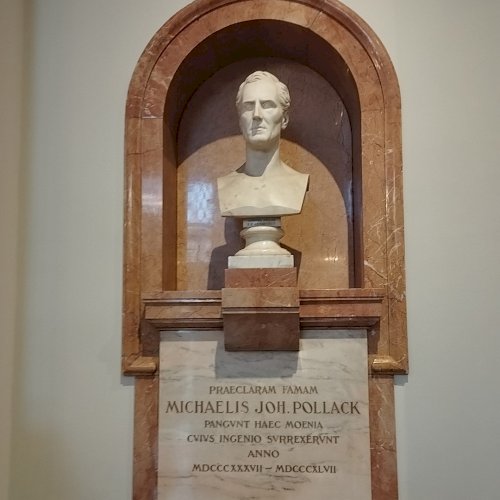 PRAECLARAM FAMAM
MICHAELIS JOH. POLLACK
PANGVNT HAEC MOENIA
CVIVS INGENIO SVRREXERVNT
ANNO
MDCCCXXXVII – MDCCCXLVII